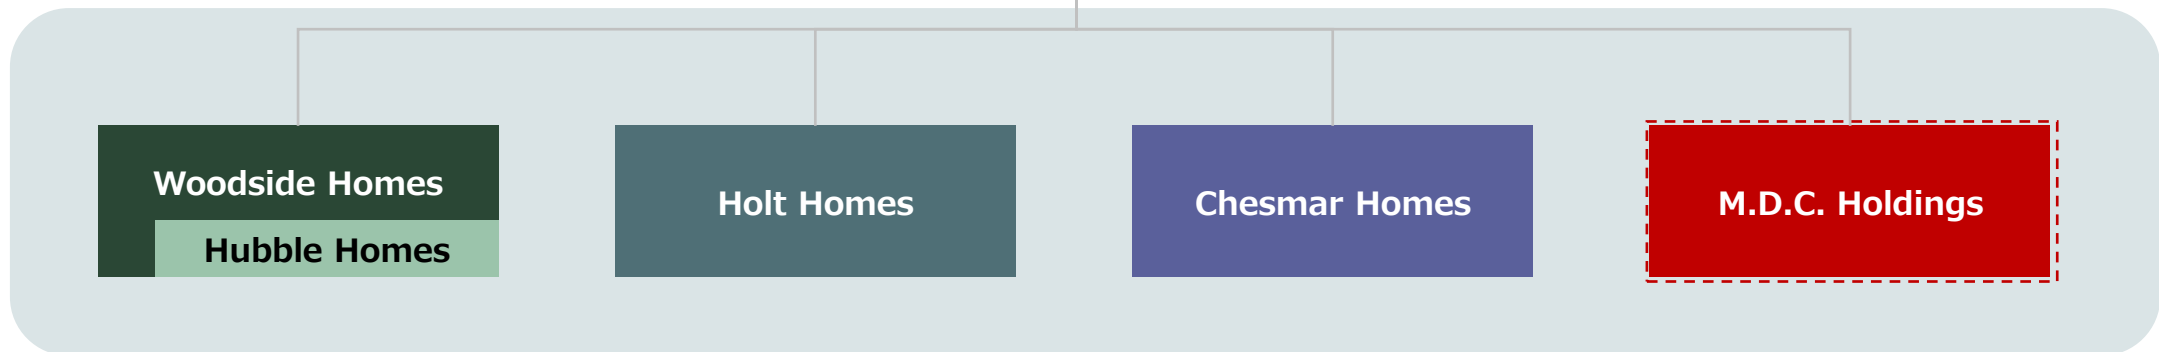 Woodside Homes
Hubble Homes
Holt Homes
Chesmar Homes
M.D.C. Holdings